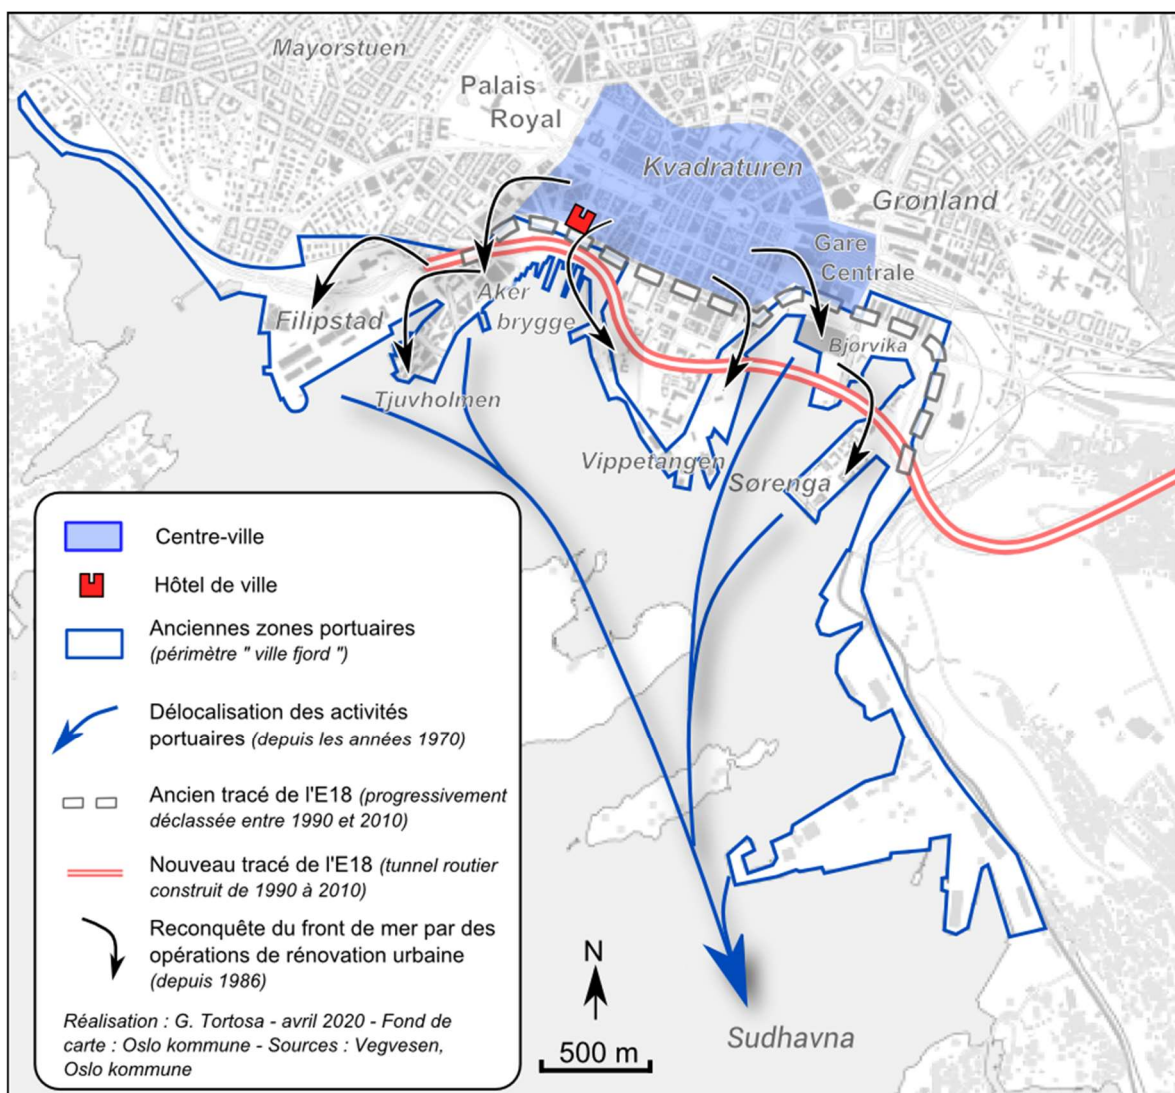 Mayorstuen
Palais
Royal
Kvadraturen
Grønland
Gare
Centrale
Aker
brygge
Filipstad
Bjørvika
Tjuvholmen
Vippetangen
Sørenga
Centre-ville
Hôtel de ville
Anciennes zones portuaires
(périmètre " ville fjord ")
Délocalisation des activités
portuaires (depuis les années 1970)
Ancien tracé de l'E18 (progressivement
déclassée entre 1990 et 2010)
Nouveau tracé de l'E18 (tunnel routier
construit de 1990 à 2010)
Reconquête du front de mer par des
opérations de rénovation urbaine
(depuis 1986)
Réalisation : G. Tortosa - avril 2020 - Fond de
carte : Oslo kommune - Sources : Vegvesen,
Oslo kommune
N
500 m
Sudhavna